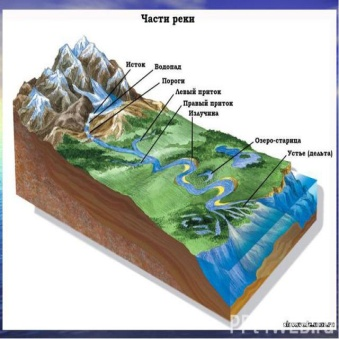 Части реки
Исток
Водопад
Пороги
Левый приток
Правый приток
Излучина
Озеро-старица
Устье (дельта)